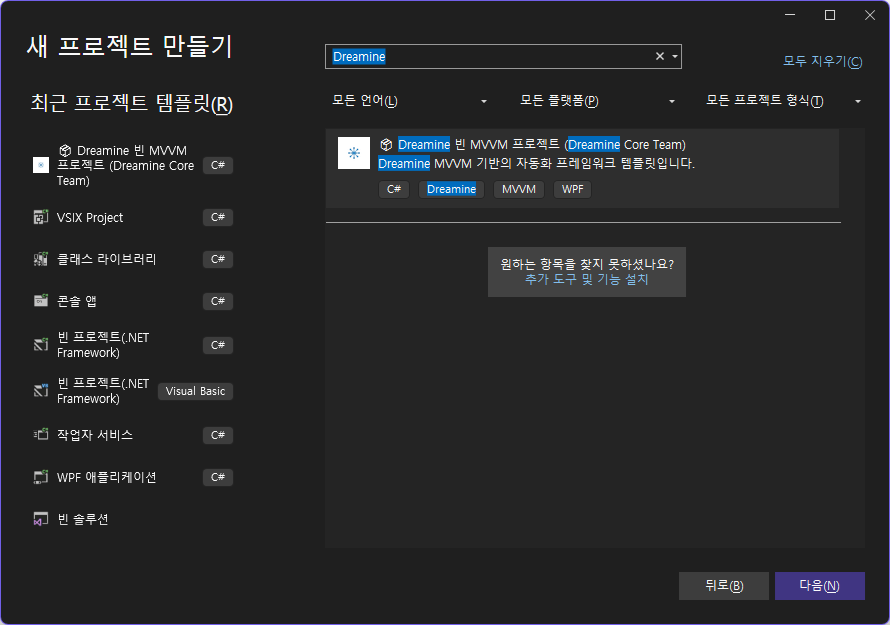 새 프로젝트 만들기
Dreamine
모두 지우기(C)
최근 프로젝트 템플릿(R)
모든 언어(L)
모든 플랫폼(P)
모든 프로젝트 형식(T)
Dreamine 빈 MVVM
프로젝트 (Dreamine Core
Team)
C#
VSIX Project
C#
클래스 라이브러리
C#
콘솔 앱
C#
빈 프로젝트(.NET
Framework)
C#
빈 프로젝트(.NET
Framework)
Visual Basic
작업자 서비스
C#
WPF 애플리케이션
C#
빈 솔루션
Dreamine 빈 MVVM 프로젝트 (Dreamine Core Team)
Dreamine MVVM 기반의 자동화 프레임워크 템플릿입니다.
C# Dreamine MVVM WPF
원하는 항목을 찾지 못하셨나요?
추가 도구 및 기능 설치
뒤로(B)
다음(N)